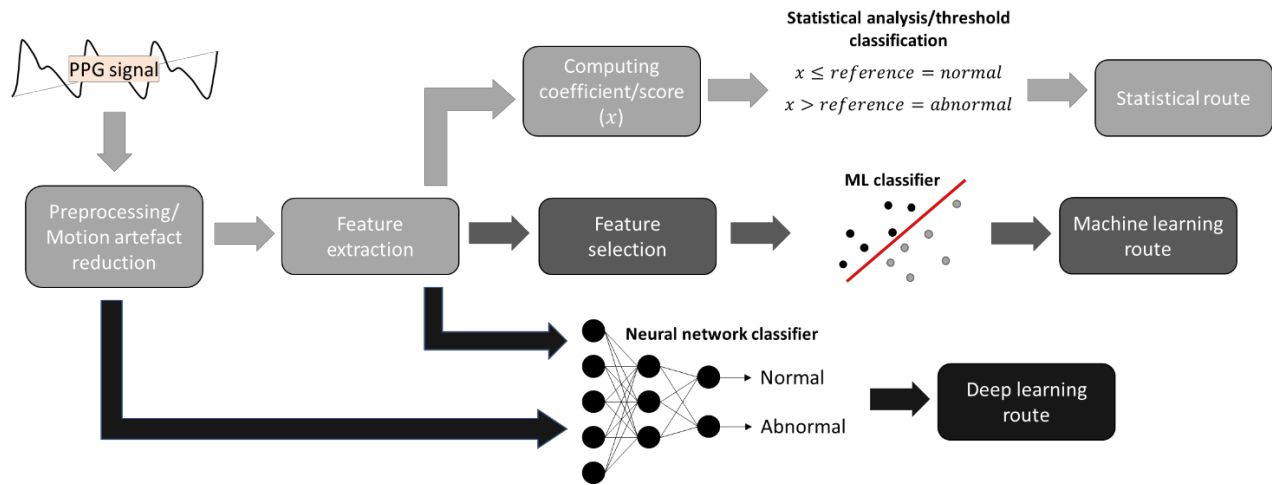 PPG signal
Preprocessing/
Motion artefact
reduction
Feature
extraction
Computing
coefficient/score
(𝑥)
Statistical analysis/threshold
classification
𝑥 ≤ 𝑟𝑒𝑓𝑒𝑟𝑒𝑛𝑐𝑒 = 𝑛𝑜𝑟𝑚𝑎𝑙
𝑥 > 𝑟𝑒𝑓𝑒𝑟𝑒𝑛𝑐𝑒 = 𝑎𝑏𝑛𝑜𝑟𝑚𝑎𝑙
Statistical route
Feature
selection
ML classifier
Machine learning
route
Neural network classifier
Normal
Abnormal
Deep learning
route